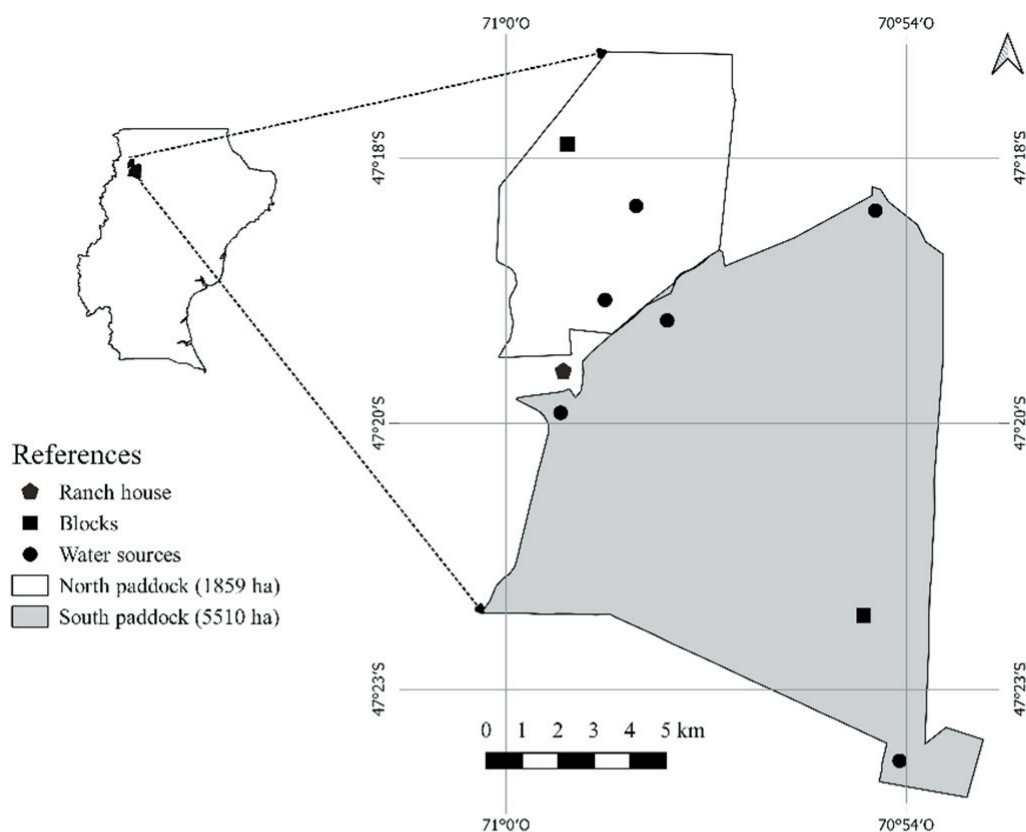 71°0'O
70°54'O
47°18'S
47°18'S
47°20'S
47°20'S
References
Ranch house
Blocks
Water sources
North paddock (1859 ha)
South paddock (5510 ha)
47°23'S
47°23'S
0 1 2 3 4 5 km
71°0'O
70°54'O